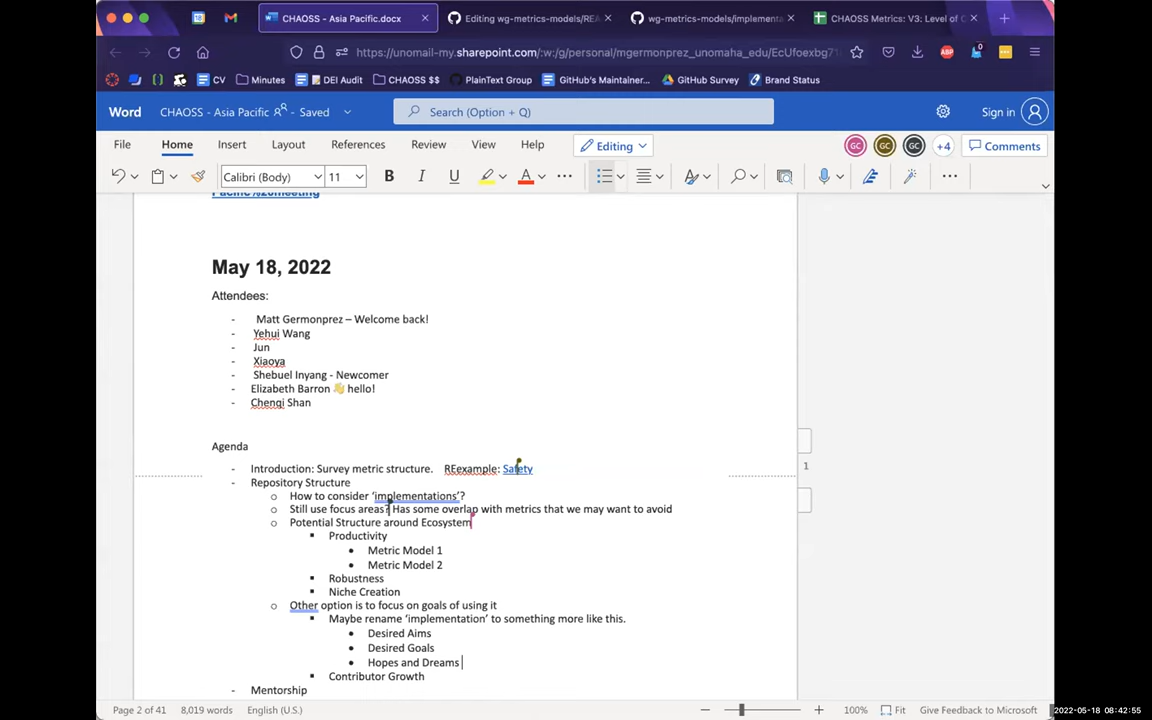 CHAOSS - Asia Pacific.docx
Editing wg-metrics-models/REA
wg-metrics-models/implementa
CHAOSS Metrics: V3: Level of C
https://unomail-my.sharepoint.com/:w:/g/personal/mgermonprez_unomaha_edu/EcUfoexbg71
CV
Minutes
DEI Audit
CHAOSS $$
PlainText Group
GitHub's Maintainer...
GitHub Survey
Brand Status
Word
CHAOSS - Asia Pacific - Saved
Search (Option + Q)
Sign in
File Home Insert Layout References Review View Help
Editing
GC GC GC +4
Comments
Calibri (Body) 11 B I U A
Pacific%20meeting
May 18, 2022
Attendees:
- Matt Germonprez – Welcome back!
- Yehui Wang
- Jun
- Xiaoya
- Shebuel Inyang - Newcomer
- Elizabeth Barron 👋 hello!
- Chenqi Shan
Agenda
- Introduction: Survey metric structure. REexample: Safety
- Repository Structure
o How to consider 'implementations'?
o Still use focus areas? Has some overlap with metrics that we may want to avoid
o Potential Structure around Ecosystem
▪ Productivity
• Metric Model 1
• Metric Model 2
▪ Robustness
▪ Niche Creation
o Other option is to focus on goals of using it
▪ Maybe rename 'implementation' to something more like this.
• Desired Aims
• Desired Goals
• Hopes and Dreams
▪ Contributor Growth
- Mentorship
1
Page 2 of 41 8,019 words English (U.S.)
100% Fit Give Feedback to Microsoft
2022-05-18 08:42:55